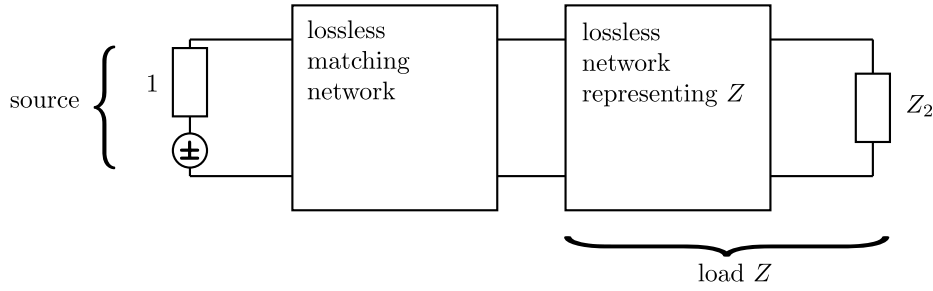 lossless
matching
network
lossless
network
representing Z
source
1
±
Z₂
load Z